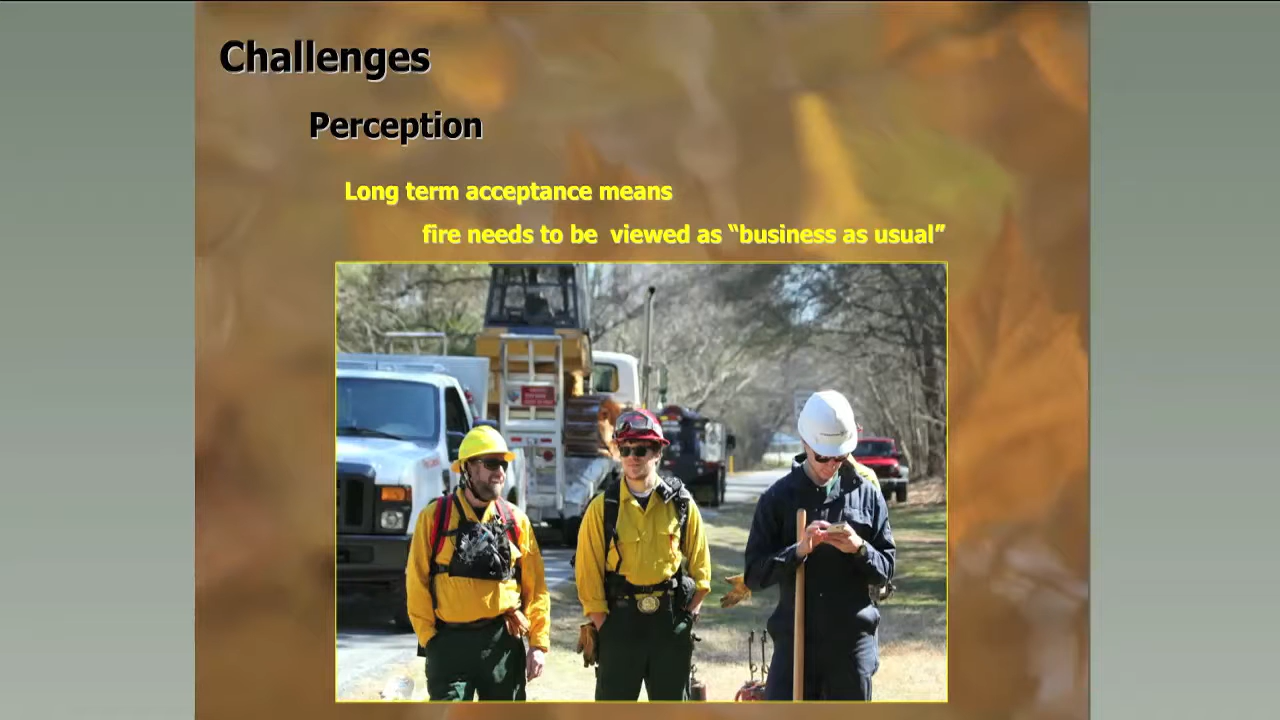 Challenges
Perception
Long term acceptance means
fire needs to be viewed as “business as usual”